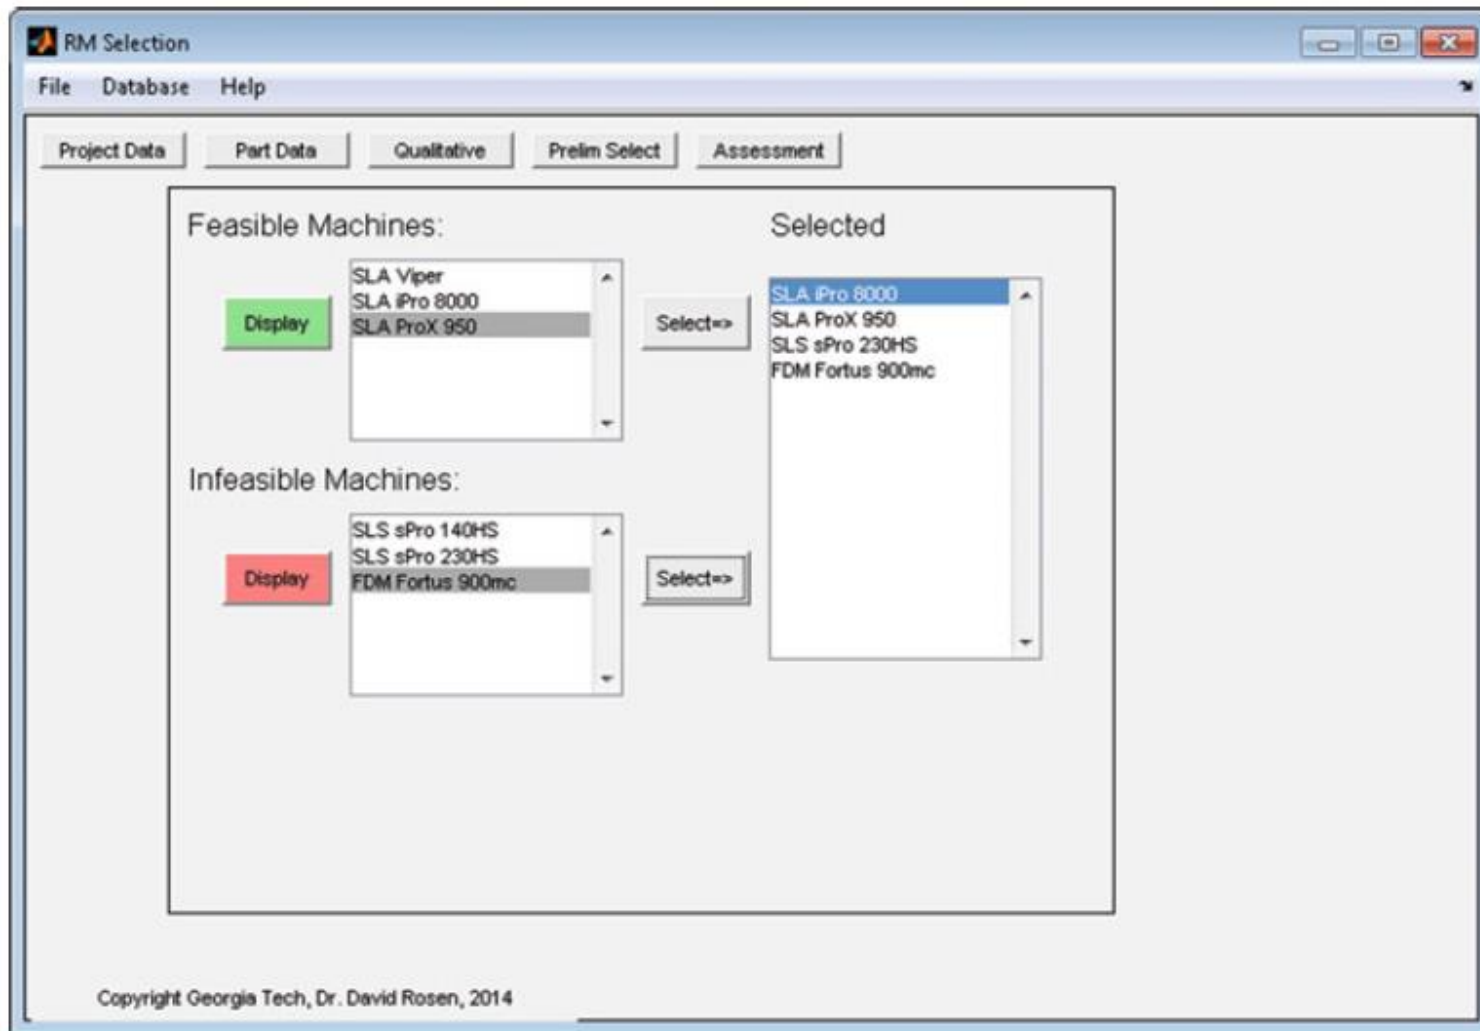 RM Selection
File Database Help
Project Data Part Data Qualitative Prelim Select Assessment
Feasible Machines:
Selected
Display
SLA Viper
SLA iPro 8000
SLA ProX 950
Select=>
SLA iPro 8000
SLA ProX 950
SLS sPro 230HS
FDM Fortus 900mc
Infeasible Machines:
Display
SLS sPro 140HS
SLS sPro 230HS
FDM Fortus 900mc
Select=>
Copyright Georgia Tech, Dr. David Rosen, 2014